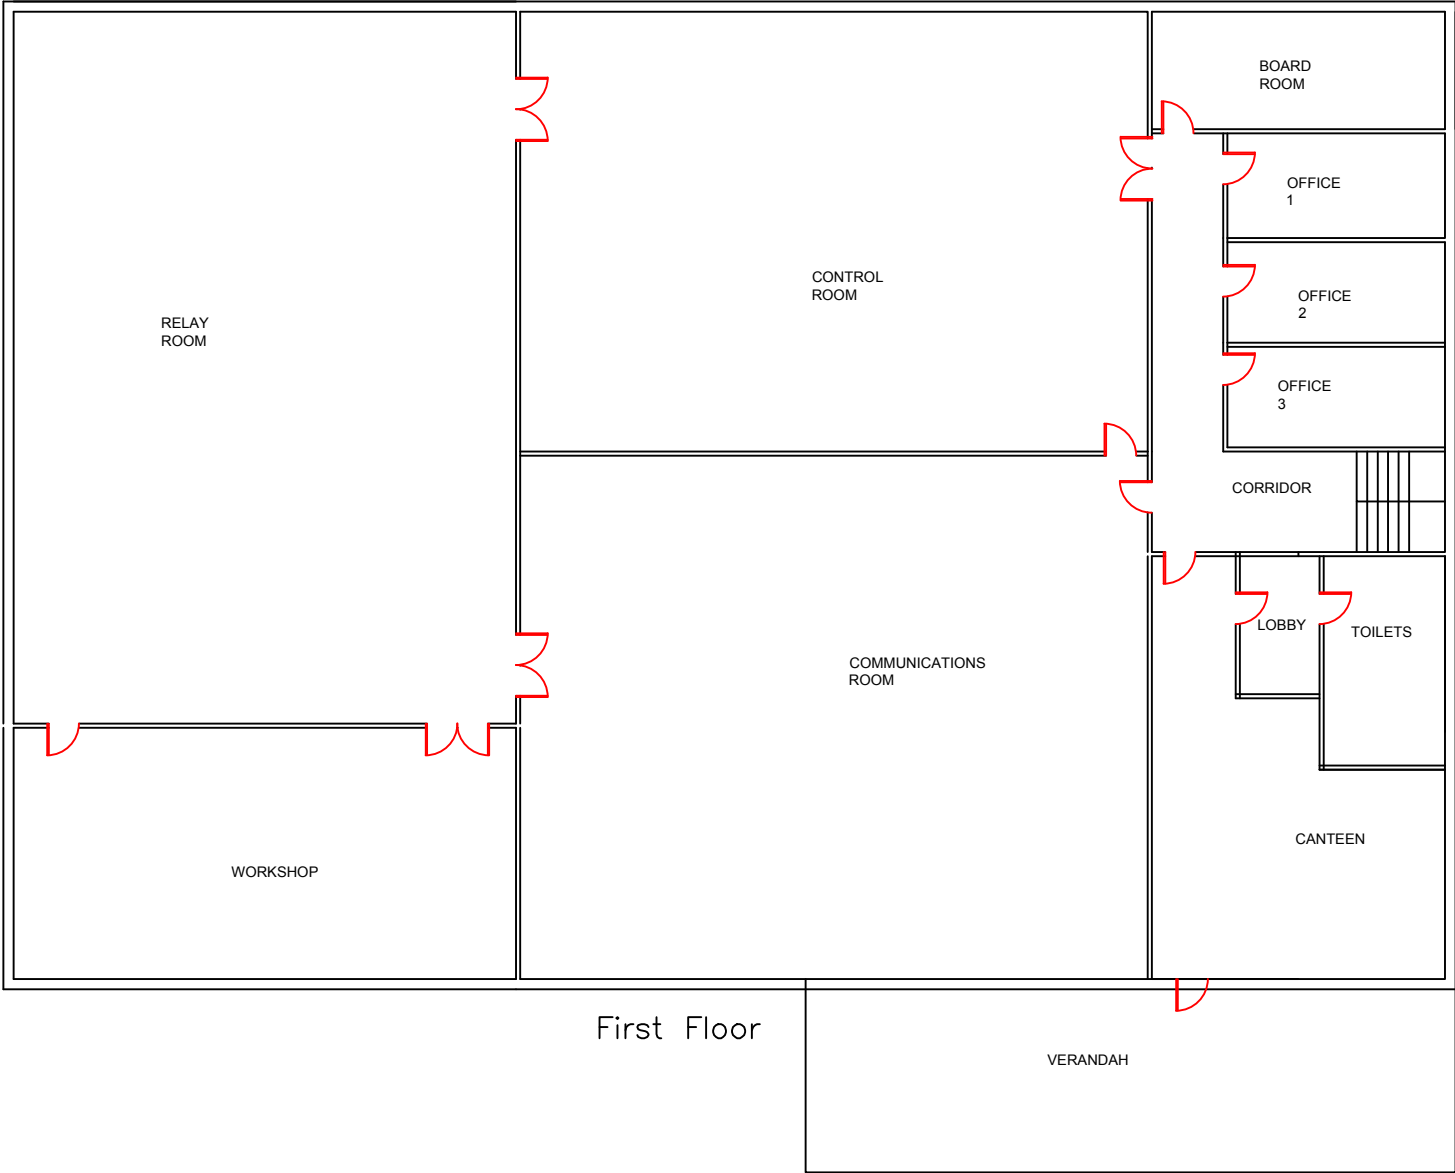 BOARD
ROOM
OFFICE
1
CONTROL
ROOM
OFFICE
2
RELAY
ROOM
OFFICE
3
CORRIDOR
LOBBY
TOILETS
COMMUNICATIONS
ROOM
CANTEEN
WORKSHOP
First Floor
VERANDAH